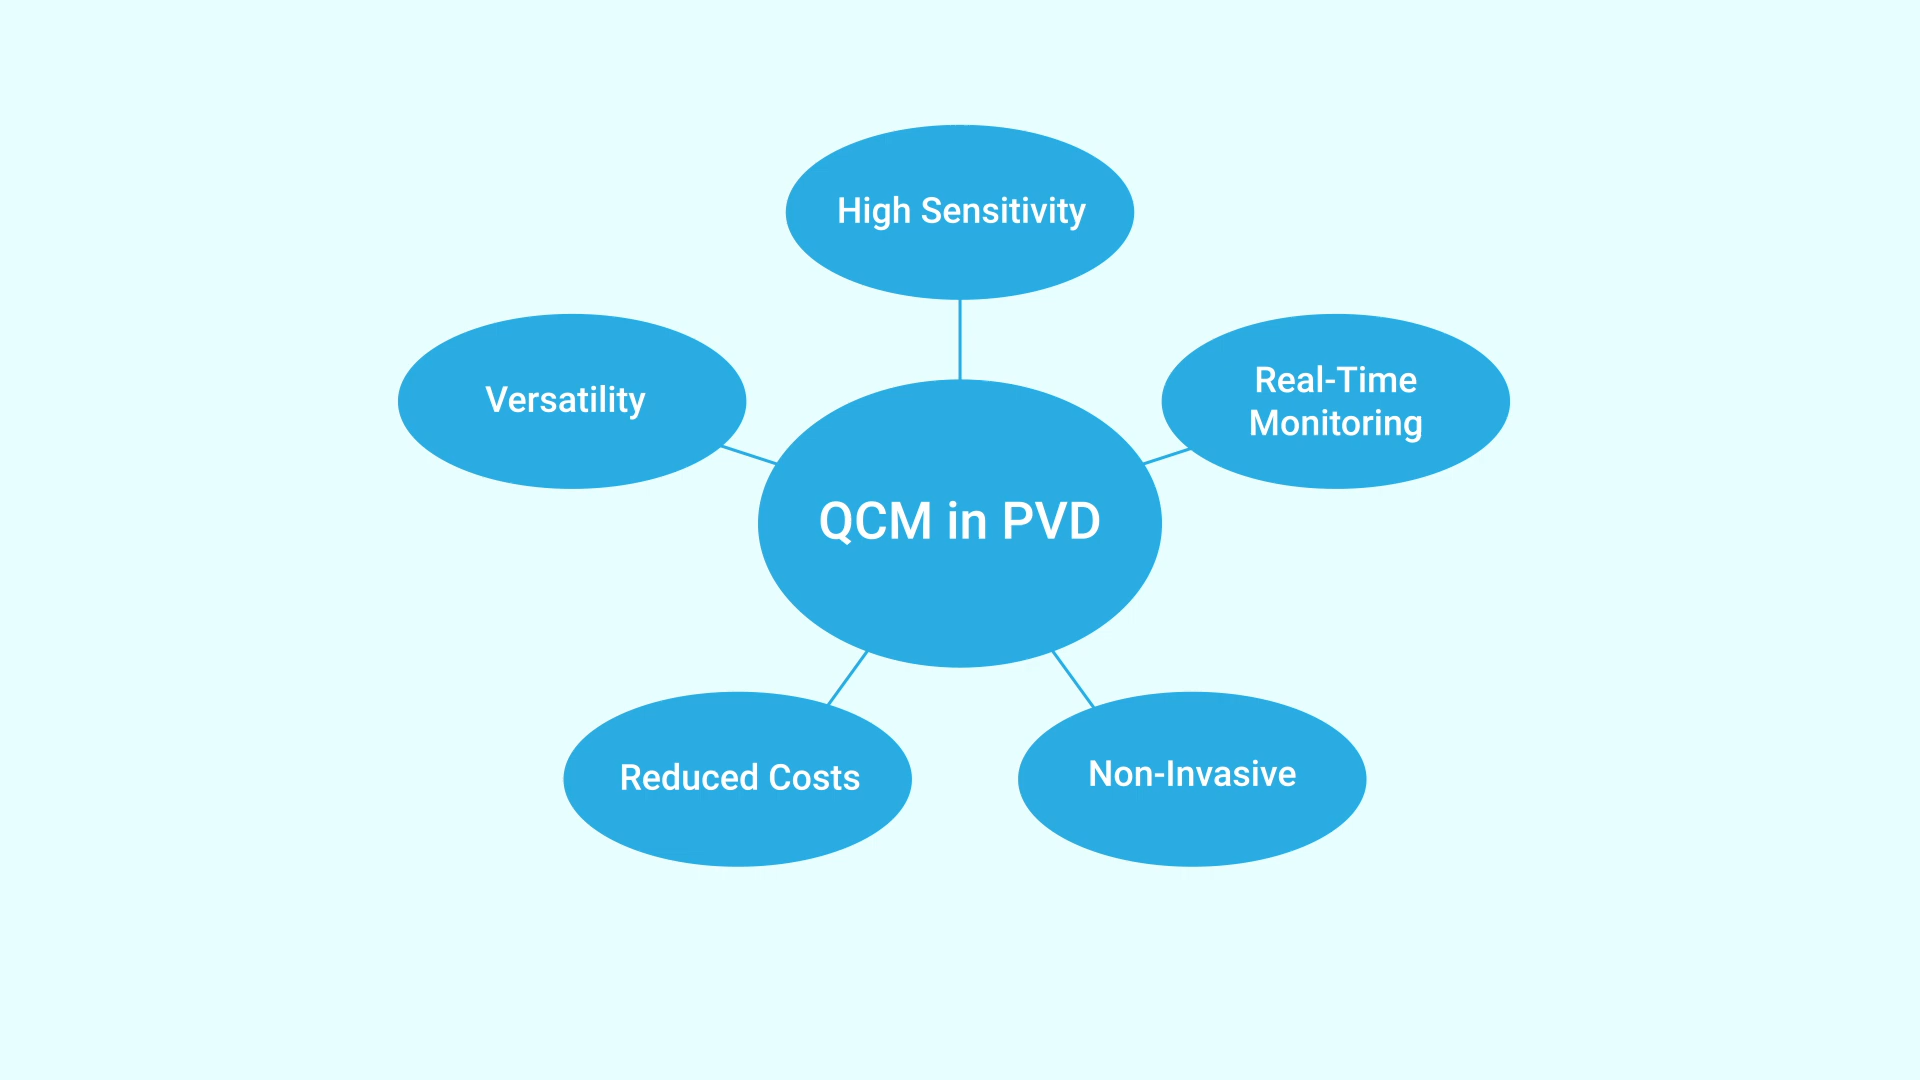 High Sensitivity
Versatility
Real-Time
Monitoring
QCM in PVD
Reduced Costs
Non-Invasive